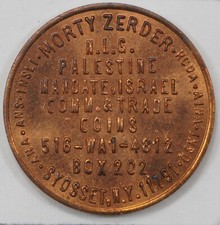 MORTY ZERDER
N.L.G.
PALESTINE
MANDATE, ISRAEL
COMM. & TRADE
COINS
516-WA1-4812
BOX 202
SYOSSET, N.Y. 11791
A.N.A.